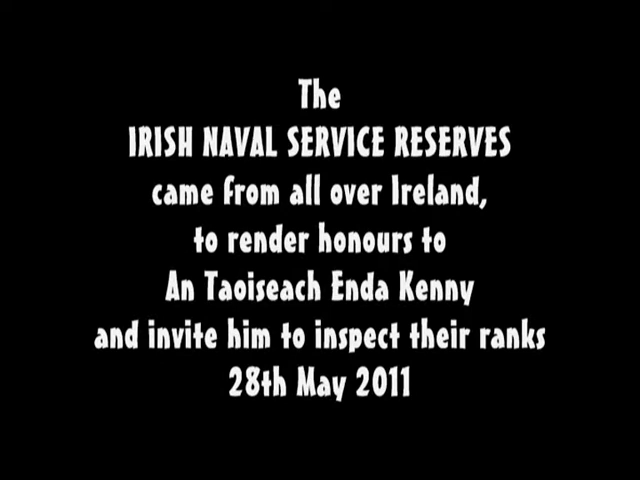 The
IRISH NAVAL SERVICE RESERVES
came from all over Ireland,
to render honours to
An Taoiseach Enda Kenny
and invite him to inspect their ranks
28th May 2011